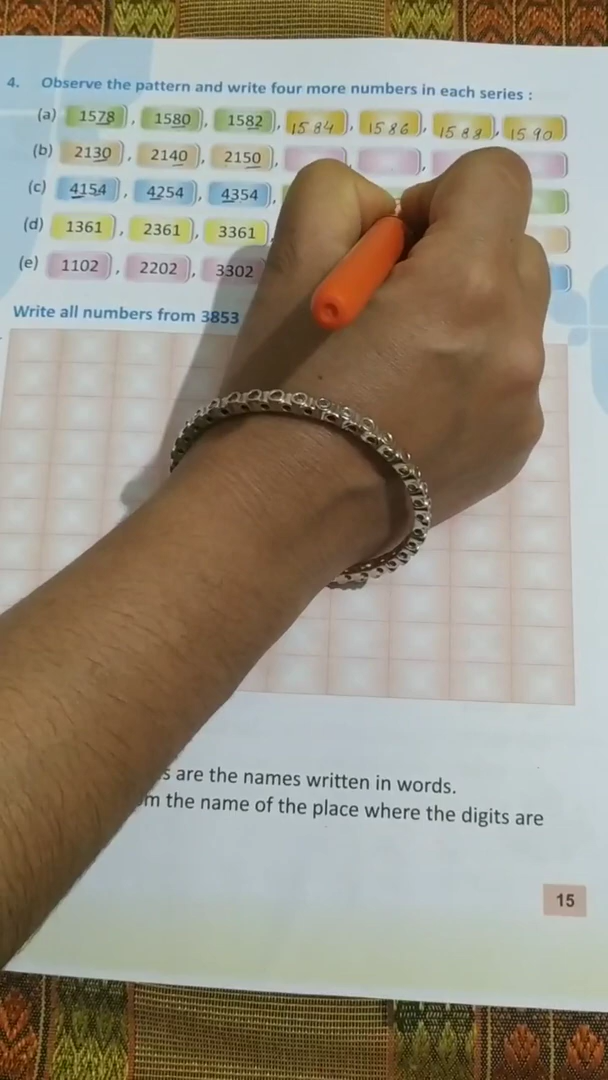 4. Observe the pattern and write four more numbers in each series :
(a) 1578 , 1580 , 1582 , 1584 , 1586 , 1588 , 1590
(b) 2130 , 2140 , 2150 , , ,
(c) 4154 , 4254 , 4354 ,
(d) 1361 , 2361 , 3361
(e) 1102 , 2202 , 3302
Write all numbers from 3853
are the names written in words.
the name of the place where the digits are
15